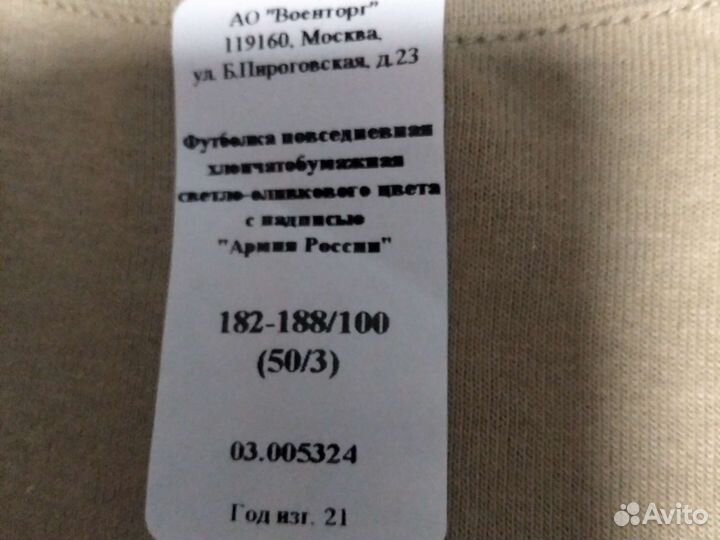 АО "Военторг"
119160, Москва,
ул. Б.Пироговская, д.23
Футболка повседневная
хлопчатобумажная
светло-оливкового цвета
с надписью
"Армия России"
182-188/100
(50/3)
03.005324
Год изг. 21
Avito